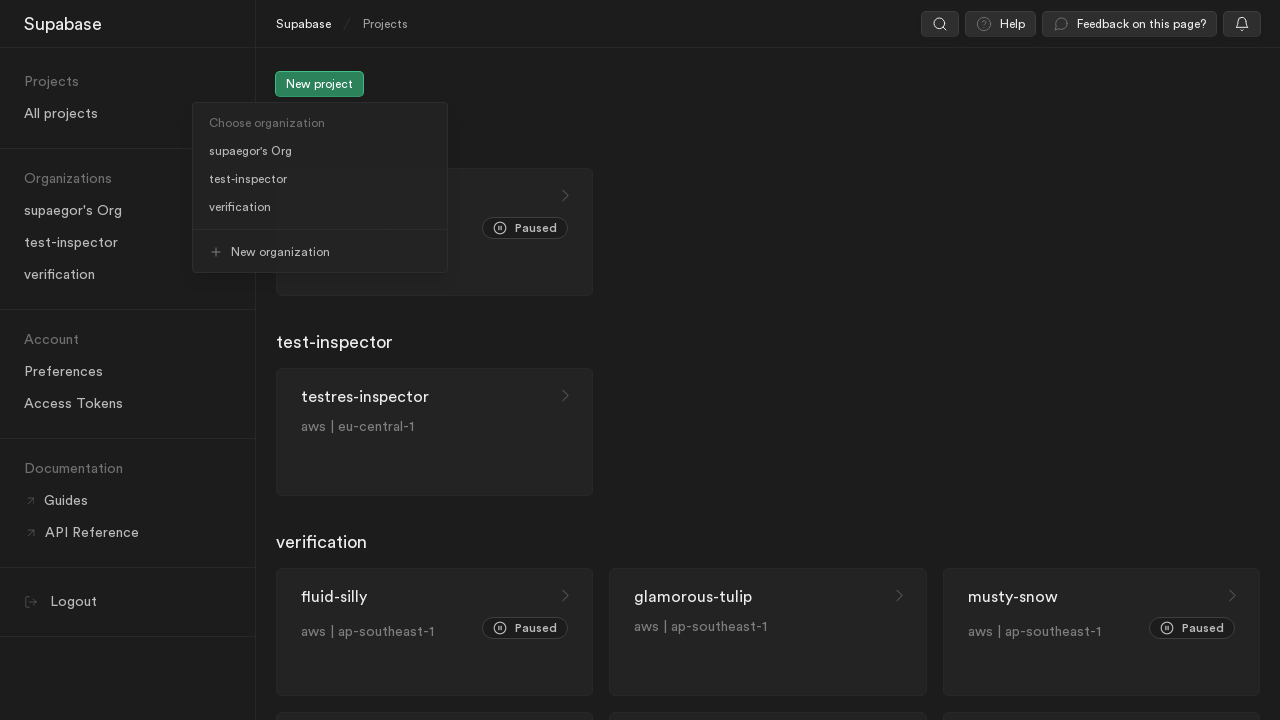 Supabase
Supabase / Projects
Help
Feedback on this page?
Projects
All projects
Organizations
supaegor's Org
test-inspector
verification
Account
Preferences
Access Tokens
Documentation
Guides
API Reference
Logout
New project
Choose organization
supaegor's Org
test-inspector
verification
New organization
Paused
test-inspector
testres-inspector
aws | eu-central-1
verification
fluid-silly
aws | ap-southeast-1
Paused
glamorous-tulip
aws | ap-southeast-1
musty-snow
aws | ap-southeast-1
Paused